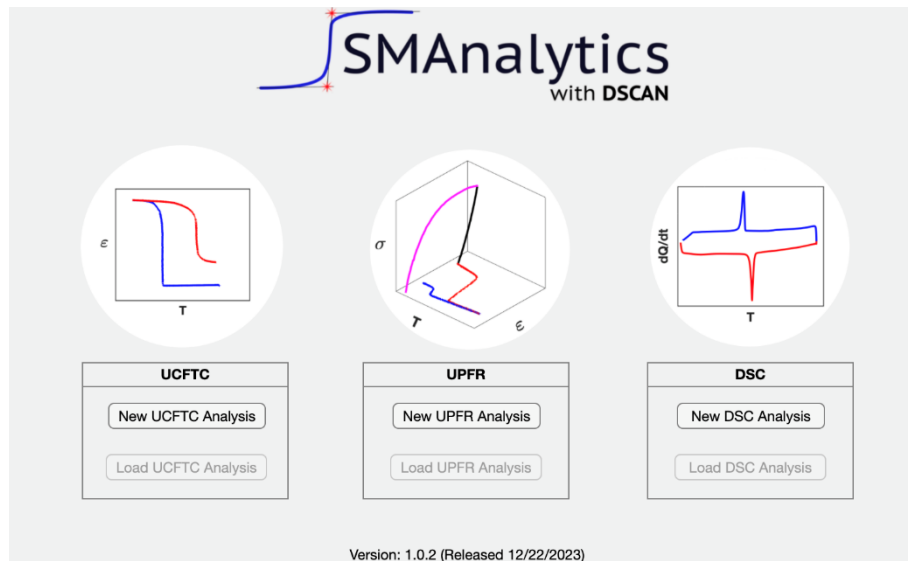 SMAnalytics
with DSCAN
ε
T
σ
T
ε
dQ/dt
T
UCFTC
New UCFTC Analysis
Load UCFTC Analysis
UPFR
New UPFR Analysis
Load UPFR Analysis
DSC
New DSC Analysis
Load DSC Analysis
Version: 1.0.2 (Released 12/22/2023)